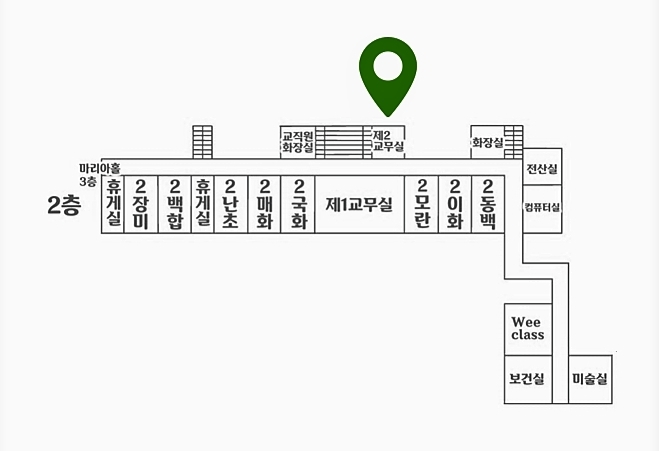 교직원
화장실
제2
교무실
화장실
마리아홀
3층
전산실
2층
휴게실
2장미
2백합
휴게실
2난초
2매화
2국화
제1교무실
2모란
2이화
2동백
컴퓨터실
Wee
class
보건실
미술실